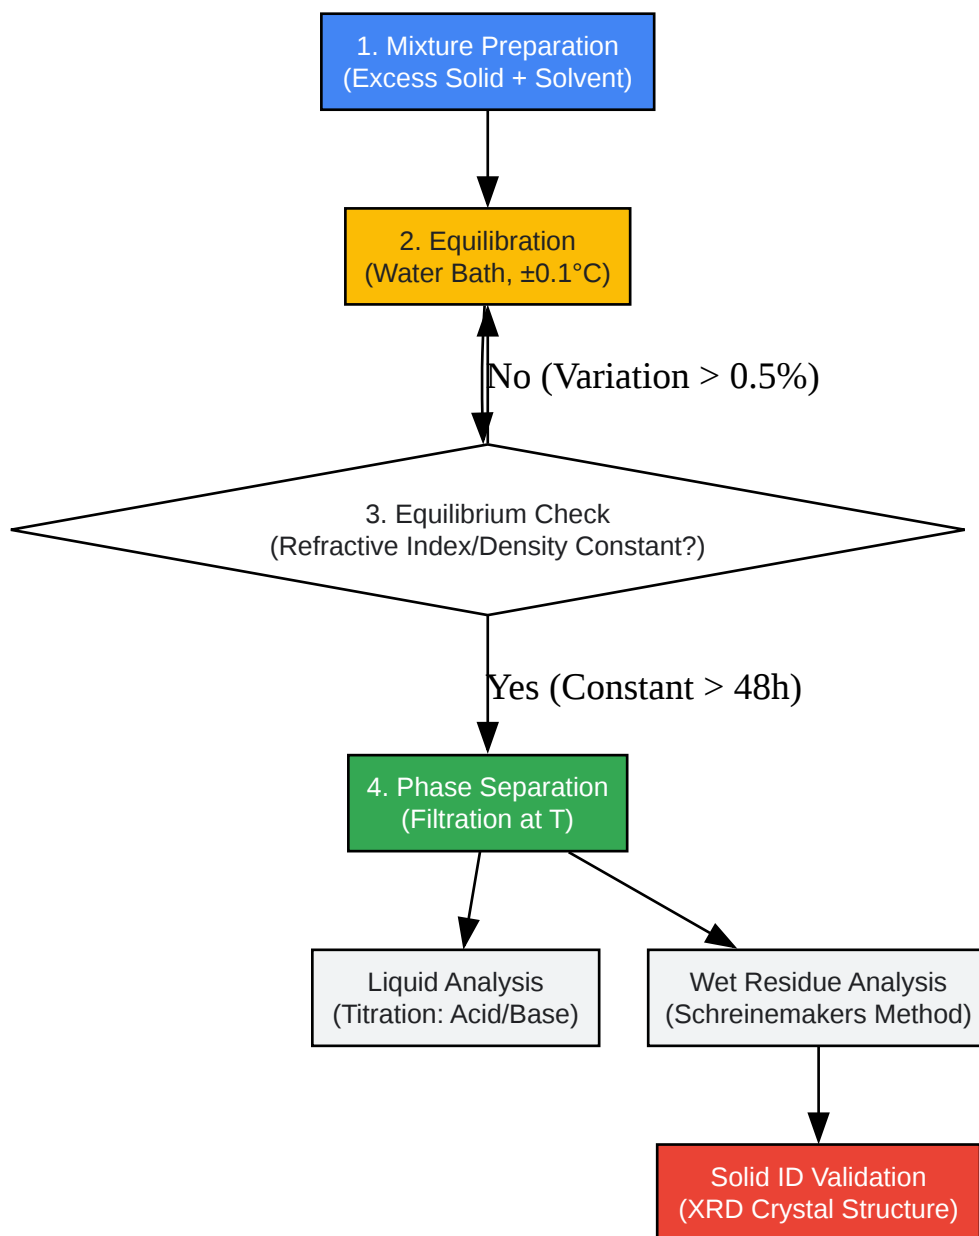 1. Mixture Preparation
(Excess Solid + Solvent)
2. Equilibration
(Water Bath, ±0.1°C)
No (Variation > 0.5%)
3. Equilibrium Check
(Refractive Index/Density Constant?)
Yes (Constant > 48h)
4. Phase Separation
(Filtration at T)
Liquid Analysis
(Titration: Acid/Base)
Wet Residue Analysis
(Schreinemakers Method)
Solid ID Validation
(XRD Crystal Structure)